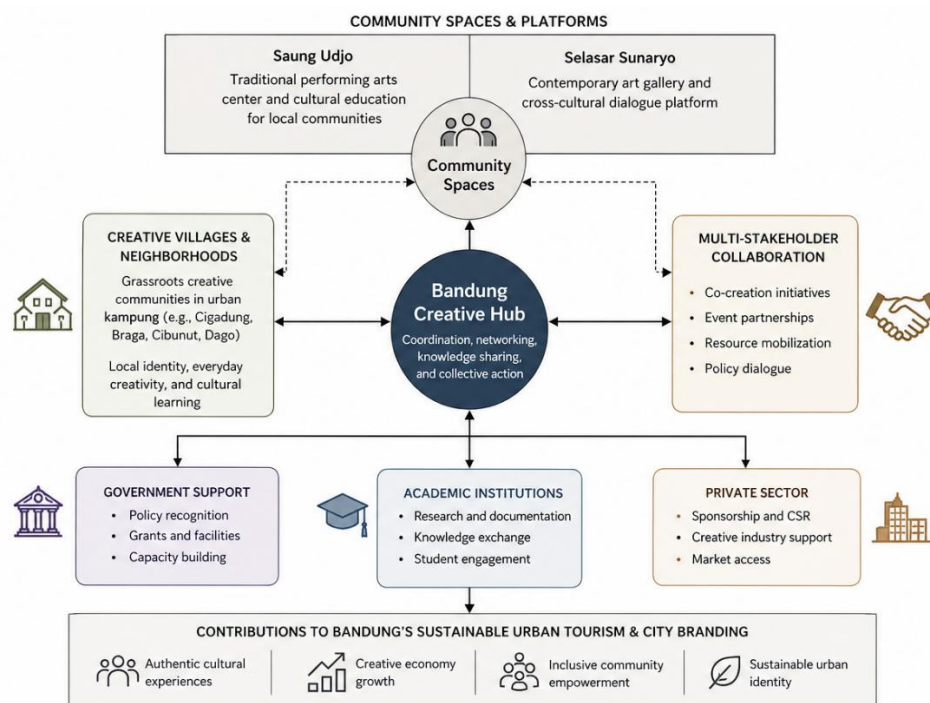 COMMUNITY SPACES & PLATFORMS
Saung Udjo
Traditional performing arts
center and cultural education
for local communities
Selasar Sunaryo
Contemporary art gallery and
cross-cultural dialogue platform
Community
Spaces
CREATIVE VILLAGES &
NEIGHBORHOODS
Grassroots creative
communities in urban
kampung (e.g., Cigadung,
Braga, Cibunut, Dago)
Local identity, everyday
creativity, and cultural
learning
Bandung
Creative Hub
Coordination, networking,
knowledge sharing,
and collective action
MULTI-STAKEHOLDER
COLLABORATION
• Co-creation initiatives
• Event partnerships
• Resource mobilization
• Policy dialogue
GOVERNMENT SUPPORT
• Policy recognition
• Grants and facilities
• Capacity building
ACADEMIC INSTITUTIONS
• Research and documentation
• Knowledge exchange
• Student engagement
PRIVATE SECTOR
• Sponsorship and CSR
• Creative industry support
• Market access
CONTRIBUTIONS TO BANDUNG'S SUSTAINABLE URBAN TOURISM & CITY BRANDING
Authentic cultural
experiences
Creative economy
growth
Inclusive community
empowerment
Sustainable urban
identity